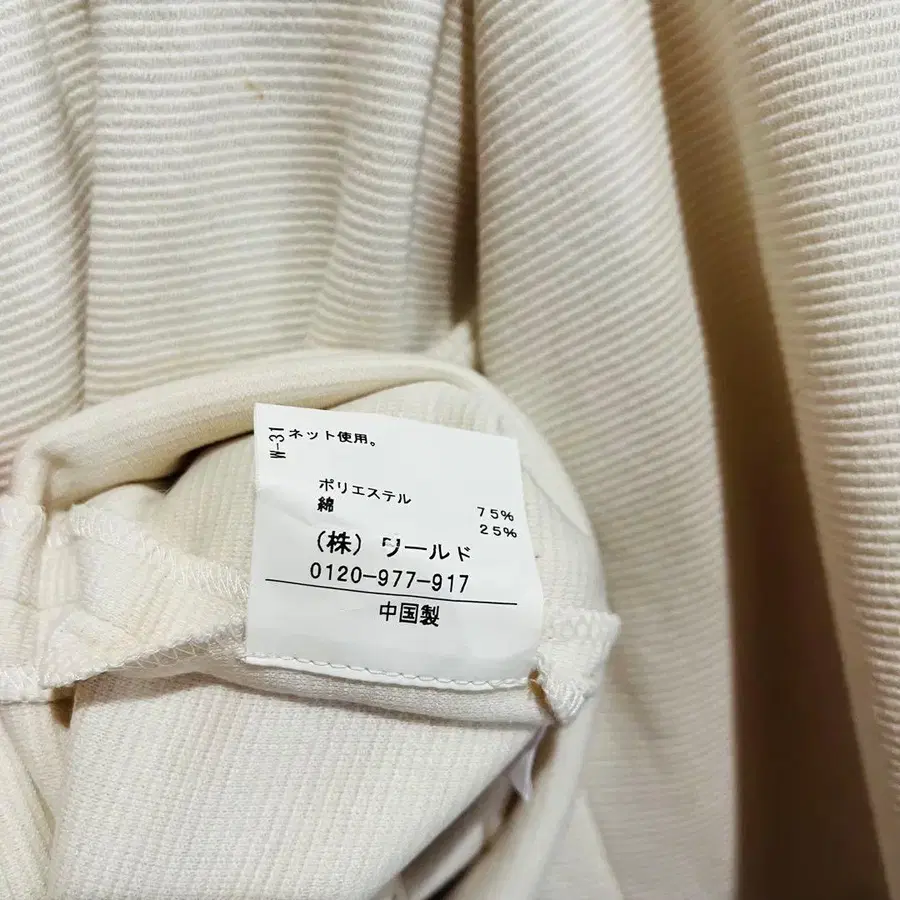 W-31
ネット使用。
ポリエステル 75%
綿 25%
(株) ワールド
0120-977-917
中国製